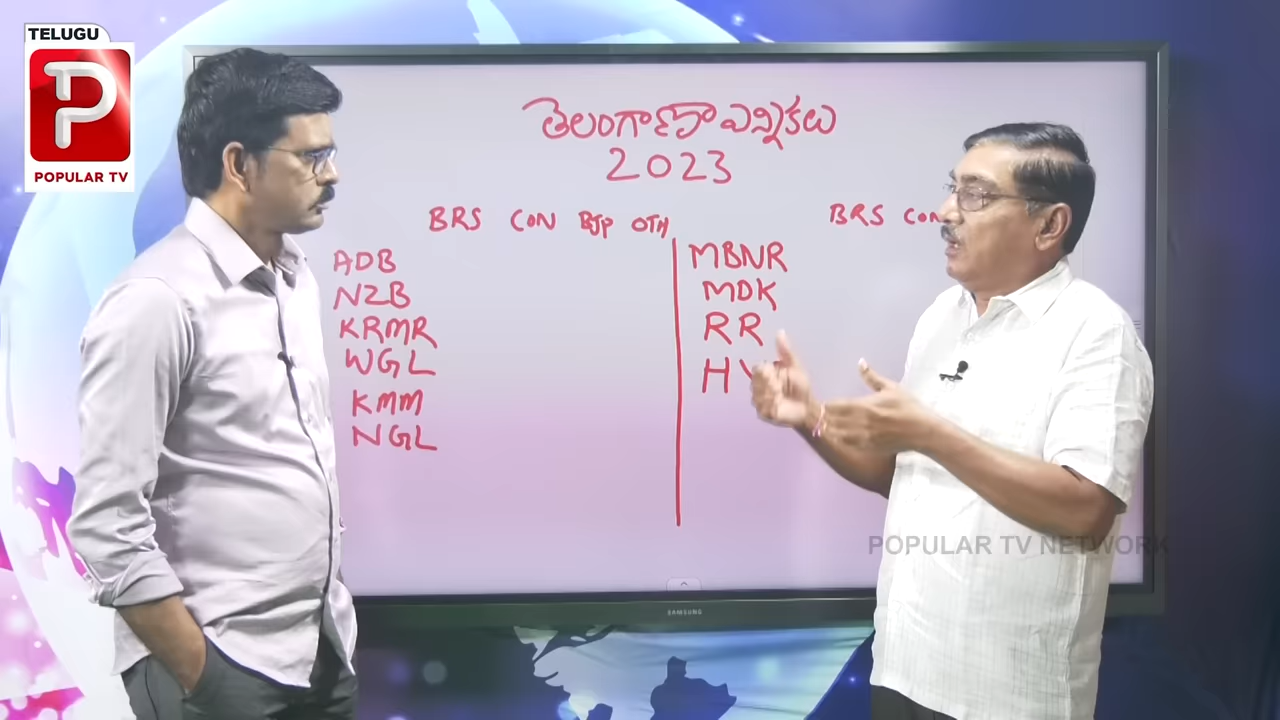 TELUGU
POPULAR TV
తెలంగాణా ఎన్నికలు
2023
BRS CON BJP OTH
ADB
NZB
KRMR
WGL
KMM
NGL
BRS CON
MBNR
MDK
RR
POPULAR TV NETWORK
SAMSUNG